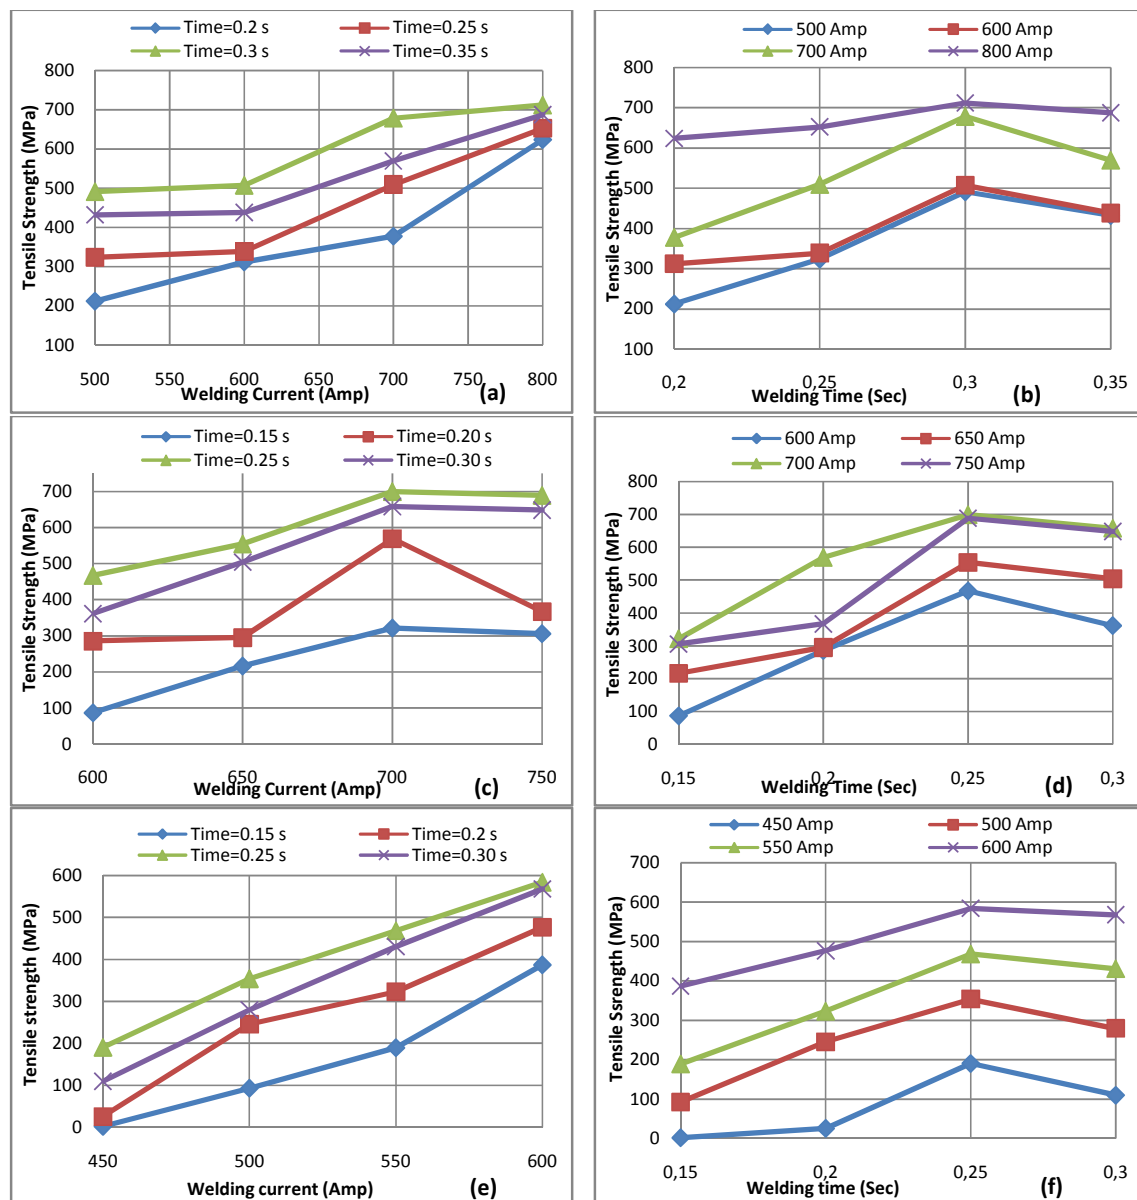 Time=0.2 s Time=0.25 s
Time=0.3 s Time=0.35 s
800
700
600
500
400
300
200
100
Tensile Strength (MPa)
500 550 600 650 700 750 800
Welding Current (Amp) (a)
500 Amp 600 Amp
700 Amp 800 Amp
800
700
600
500
400
300
200
100
Tensile Strength (MPa)
0,2 0,25 0,3 0,35
Welding Time (Sec) (b)
Time=0.15 s Time=0.20 s
Time=0.25 s Time=0.30 s
700
600
500
400
300
200
100
0
Tensile Strength (MPa)
600 650 700 750
Welding Current (Amp) (c)
600 Amp 650 Amp
700 Amp 750 Amp
800
700
600
500
400
300
200
100
0
Tensile Strength (MPa)
0,15 0,2 0,25 0,3
Welding Time (Sec) (d)
Time=0.15 s Time=0.2 s
Time=0.25 s Time=0.30 s
600
500
400
300
200
100
0
Tensile strength (MPa)
450 500 550 600
Welding current (Amp) (e)
450 Amp 500 Amp
550 Amp 600 Amp
700
600
500
400
300
200
100
0
Tensile Ssrength (MPa)
0,15 0,2 0,25 0,3
Welding time (Sec) (f)